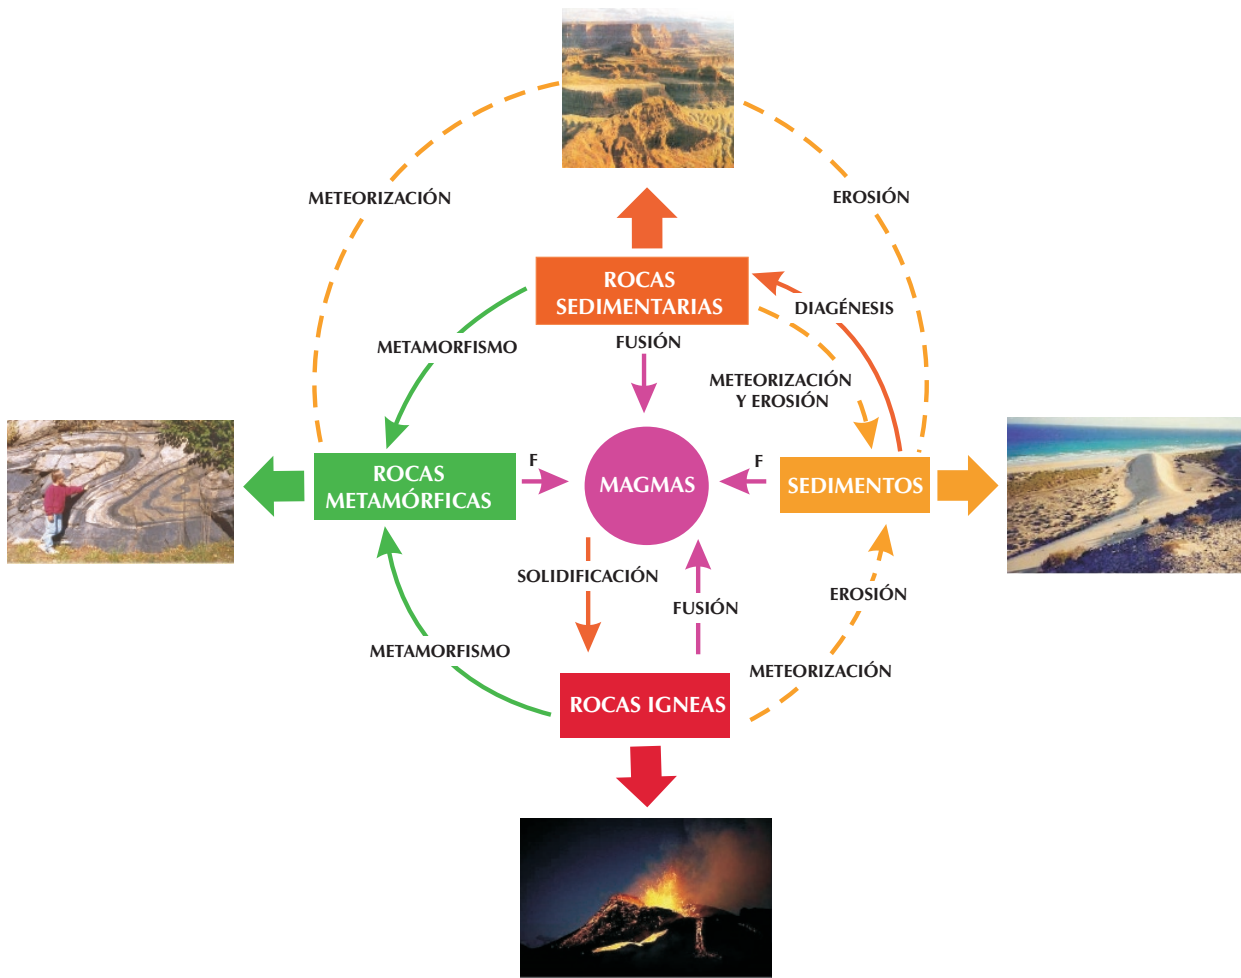 METEORIZACIÓN
EROSIÓN
ROCAS
SEDIMENTARIAS
DIAGÉNESIS
FUSIÓN
METAMORFISMO
METEORIZACIÓN
Y EROSIÓN
ROCAS
METAMÓRFICAS
F
MAGMAS
F
SEDIMENTOS
SOLIDIFICACIÓN
FUSIÓN
EROSIÓN
METAMORFISMO
METEORIZACIÓN
ROCAS IGNEAS